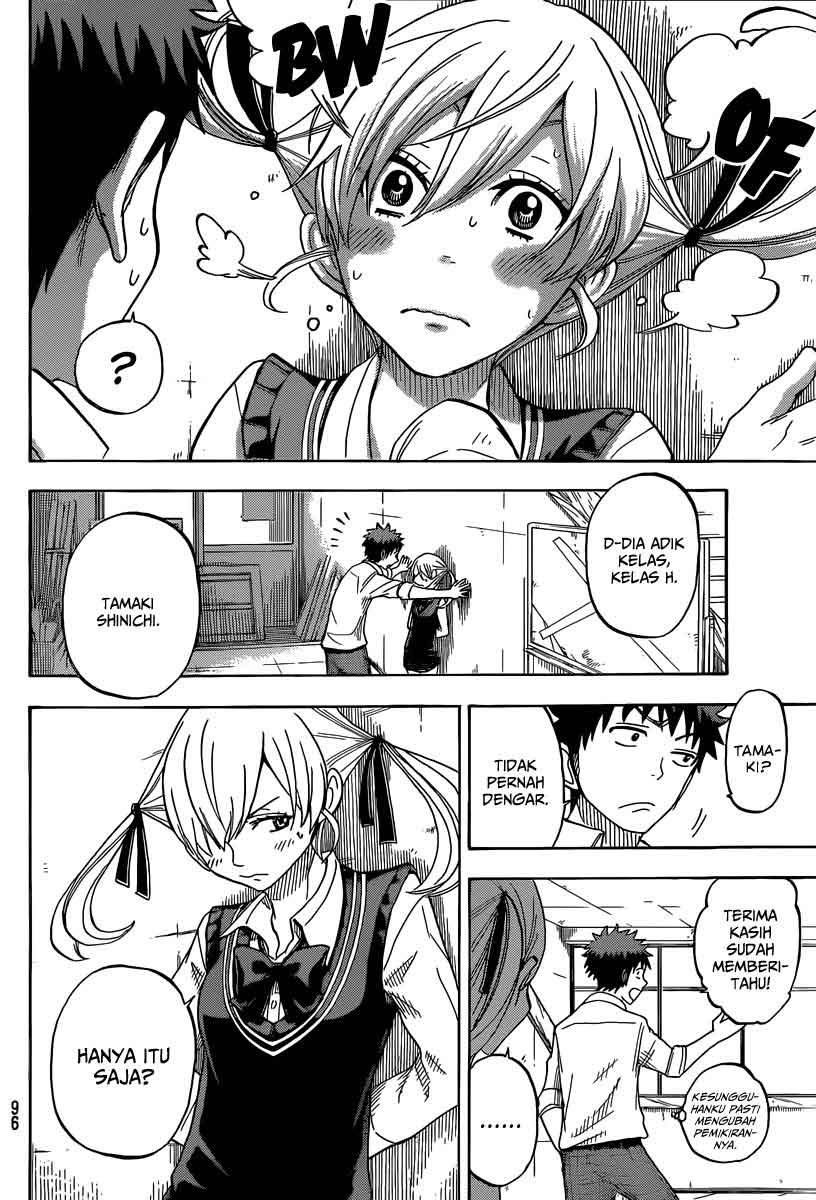 BW
OF
?
D-DIA ADIK
KELAS,
KELAS H.
TAMAKI
SHINICHI.
TAMA-
KI?
TIDAK
PERNAH
DENGAR.
TERIMA
KASIH
SUDAH
MEMBERI-
TAHU!
KESUNGGU-
HANKU PASTI
MENGUBAH
PEMIKIRAN-
NYA.
......
HANYA ITU
SAJA?
96